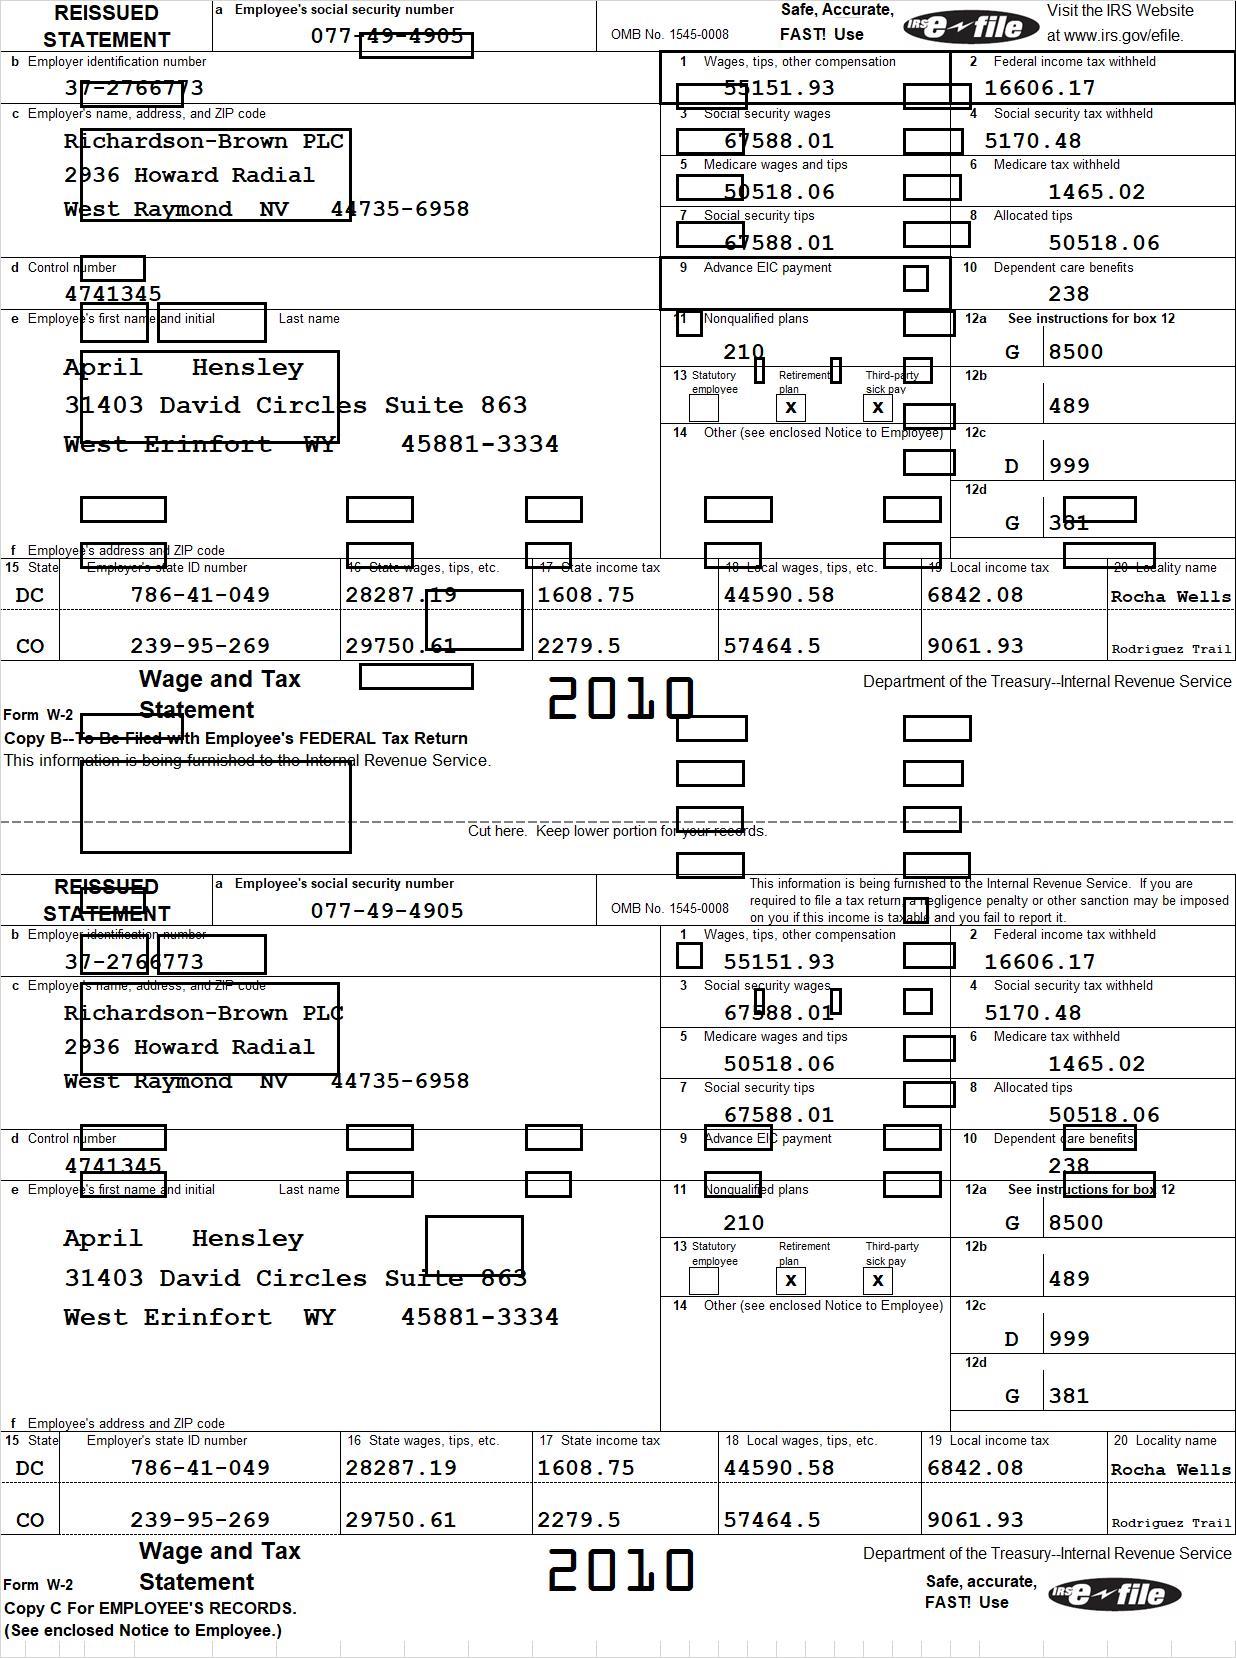 REISSUED STATEMENT
a Employee's social security number
077-49-4905
OMB No. 1545-0008
Safe, Accurate, FAST! Use
IRS e-file
Visit the IRS Website at www.irs.gov/efile.
b Employer identification number
37-2766773
1 Wages, tips, other compensation
55151.93
2 Federal income tax withheld
16606.17
c Employer's name, address, and ZIP code
Richardson-Brown PLC
2936 Howard Radial
West Raymond NV 44735-6958
3 Social security wages
67588.01
4 Social security tax withheld
5170.48
5 Medicare wages and tips
50518.06
6 Medicare tax withheld
1465.02
7 Social security tips
67588.01
8 Allocated tips
50518.06
d Control number
4741345
9 Advance EIC payment
10 Dependent care benefits
238
e Employee's first name and initial Last name
April Hensley
31403 David Circles Suite 863
West Erinfort WY 45881-3334
11 Nonqualified plans
210
12a See instructions for box 12
G 8500
13 Statutory employee Retirement plan Third-party sick pay
X X
12b
489
14 Other (see enclosed Notice to Employee)
12c
D 999
12d
G 381
f Employee's address and ZIP code
15 State Employer's state ID number 16 State wages, tips, etc. 17 State income tax 18 Local wages, tips, etc. 19 Local income tax 20 Locality name
DC 786-41-049 28287.19 1608.75 44590.58 6842.08 Rocha Wells
CO 239-95-269 29750.61 2279.5 57464.5 9061.93 Rodriguez Trail
Form W-2 Wage and Tax Statement
2010
Department of the Treasury--Internal Revenue Service
Copy B--To Be Filed with Employee's FEDERAL Tax Return
This information is being furnished to the Internal Revenue Service.
Cut here. Keep lower portion for your records.
REISSUED STATEMENT
a Employee's social security number
077-49-4905
OMB No. 1545-0008
This information is being furnished to the Internal Revenue Service. If you are
required to file a tax return, a negligence penalty or other sanction may be imposed
on you if this income is taxable and you fail to report it.
b Employer identification number
37-2766773
1 Wages, tips, other compensation
55151.93
2 Federal income tax withheld
16606.17
c Employer's name, address, and ZIP code
Richardson-Brown PLC
2936 Howard Radial
West Raymond NV 44735-6958
3 Social security wages
67588.01
4 Social security tax withheld
5170.48
5 Medicare wages and tips
50518.06
6 Medicare tax withheld
1465.02
7 Social security tips
67588.01
8 Allocated tips
50518.06
d Control number
4741345
9 Advance EIC payment
10 Dependent care benefits
238
e Employee's first name and initial Last name
April Hensley
31403 David Circles Suite 863
West Erinfort WY 45881-3334
11 Nonqualified plans
210
12a See instructions for box 12
G 8500
13 Statutory employee Retirement plan Third-party sick pay
X X
12b
489
14 Other (see enclosed Notice to Employee)
12c
D 999
12d
G 381
f Employee's address and ZIP code
15 State Employer's state ID number 16 State wages, tips, etc. 17 State income tax 18 Local wages, tips, etc. 19 Local income tax 20 Locality name
DC 786-41-049 28287.19 1608.75 44590.58 6842.08 Rocha Wells
CO 239-95-269 29750.61 2279.5 57464.5 9061.93 Rodriguez Trail
Form W-2 Wage and Tax Statement
2010
Department of the Treasury--Internal Revenue Service
Safe, accurate, FAST! Use
IRS e-file
Copy C For EMPLOYEE'S RECORDS.
(See enclosed Notice to Employee.)